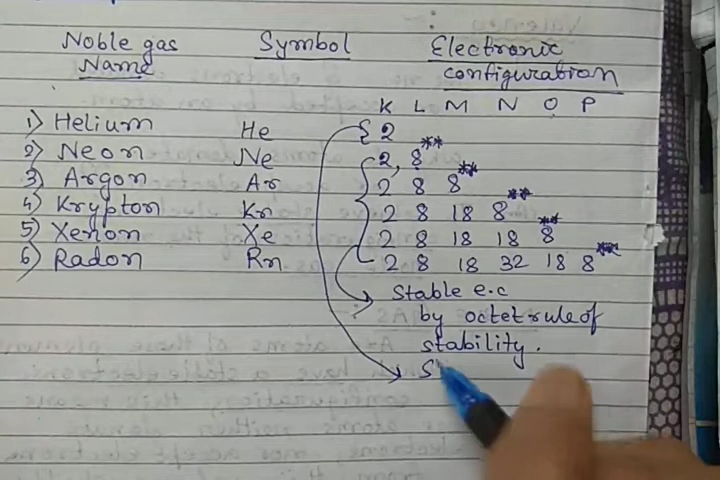 Noble gas Symbol Electronic
Name configuration
K L M N O P
1) Helium He { 2
2) Neon Ne 2, 8**
3) Argon Ar 2 8 8**
4) Krypton Kr 2 8 18 8**
5) Xenon Xe 2 8 18 18 8**
6) Radon Rn 2 8 18 32 18 8**
Stable e.c
by octet rule of
stability.
S